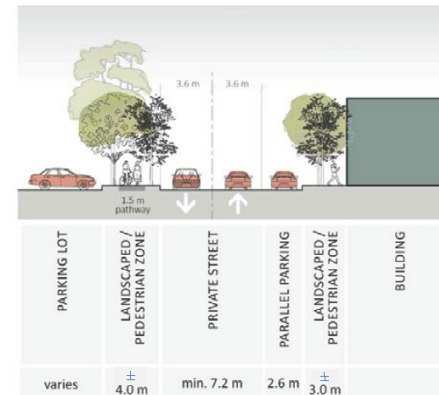 3.6 m 3.6 m
1.5 m
pathway
PARKING LOT
LANDSCAPED /
PEDESTRIAN ZONE
PRIVATE STREET
PARALLEL PARKING
LANDSCAPED /
PEDESTRIAN ZONE
BUILDING
varies
±
4.0 m
min. 7.2 m
2.6 m
±
3.0 m